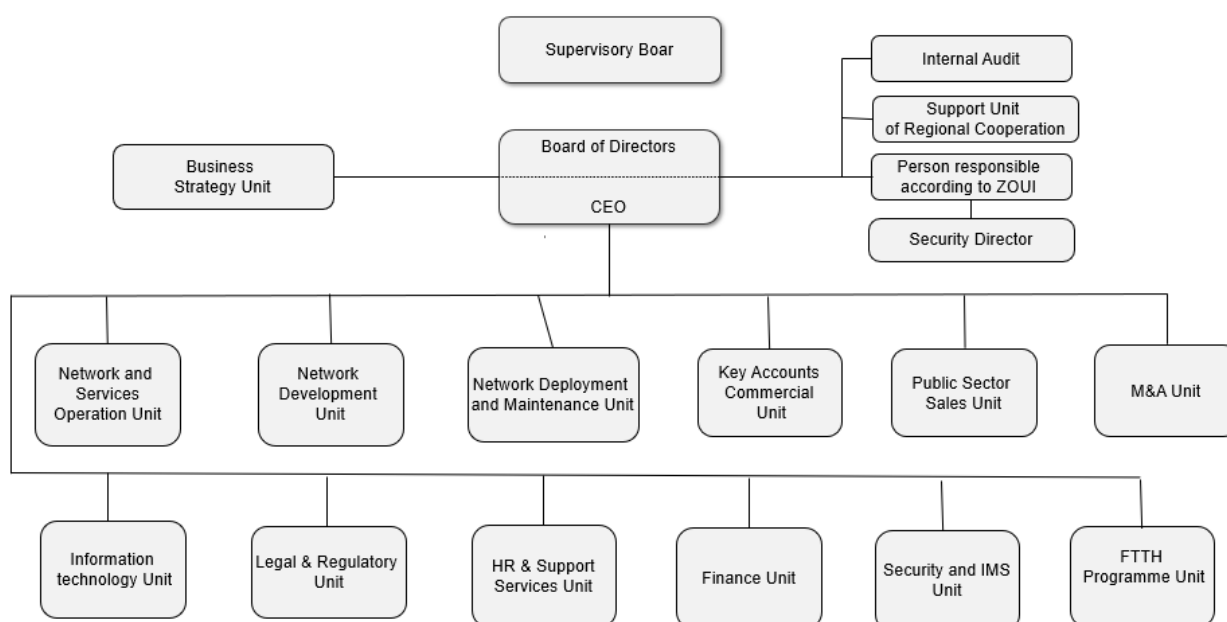 Supervisory Boar
Internal Audit
Support Unit
of Regional Cooperation
Business
Strategy Unit
Board of Directors
CEO
Person responsible
according to ZOUI
Security Director
Network and
Services
Operation Unit
Network
Development
Unit
Network Deployment
and Maintenance Unit
Key Accounts
Commercial
Unit
Public Sector
Sales Unit
M&A Unit
Information
technology Unit
Legal & Regulatory
Unit
HR & Support
Services Unit
Finance Unit
Security and IMS
Unit
FTTH
Programme Unit